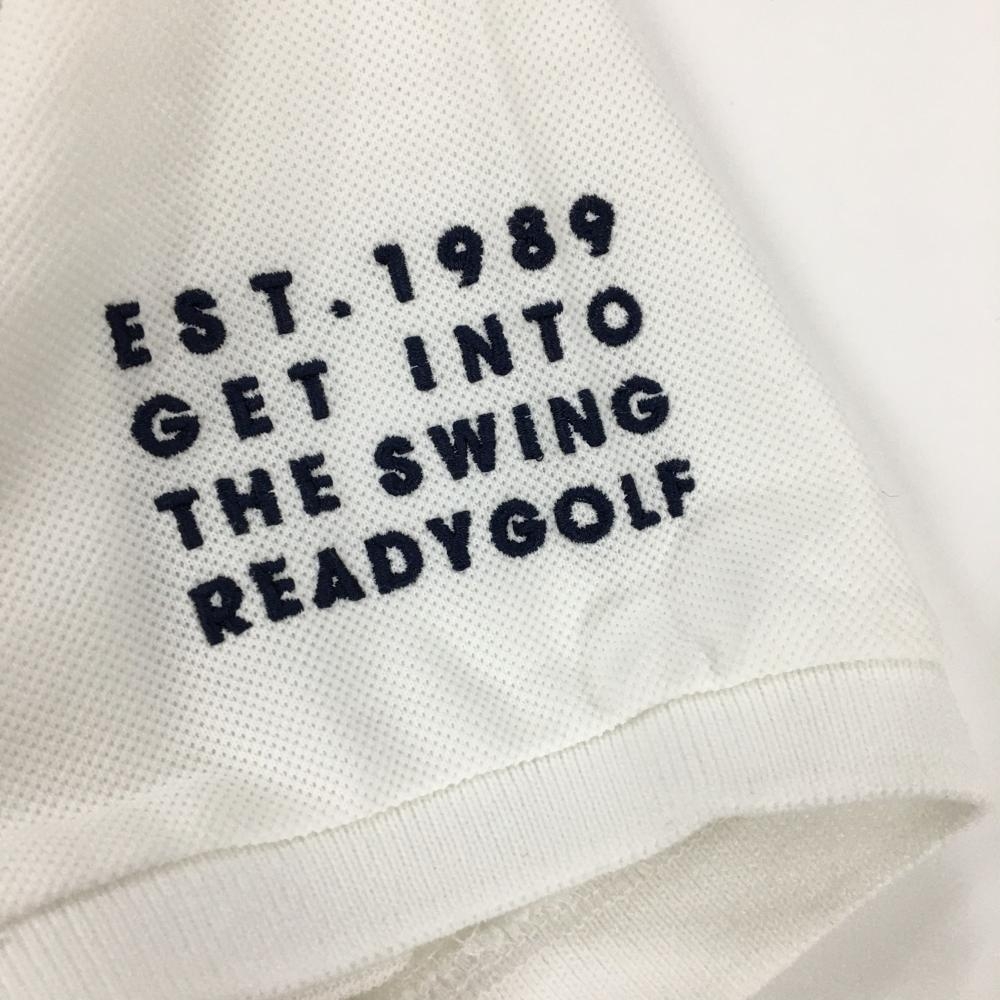 EST.1989
GET INTO
THE SWING
READYGOLF